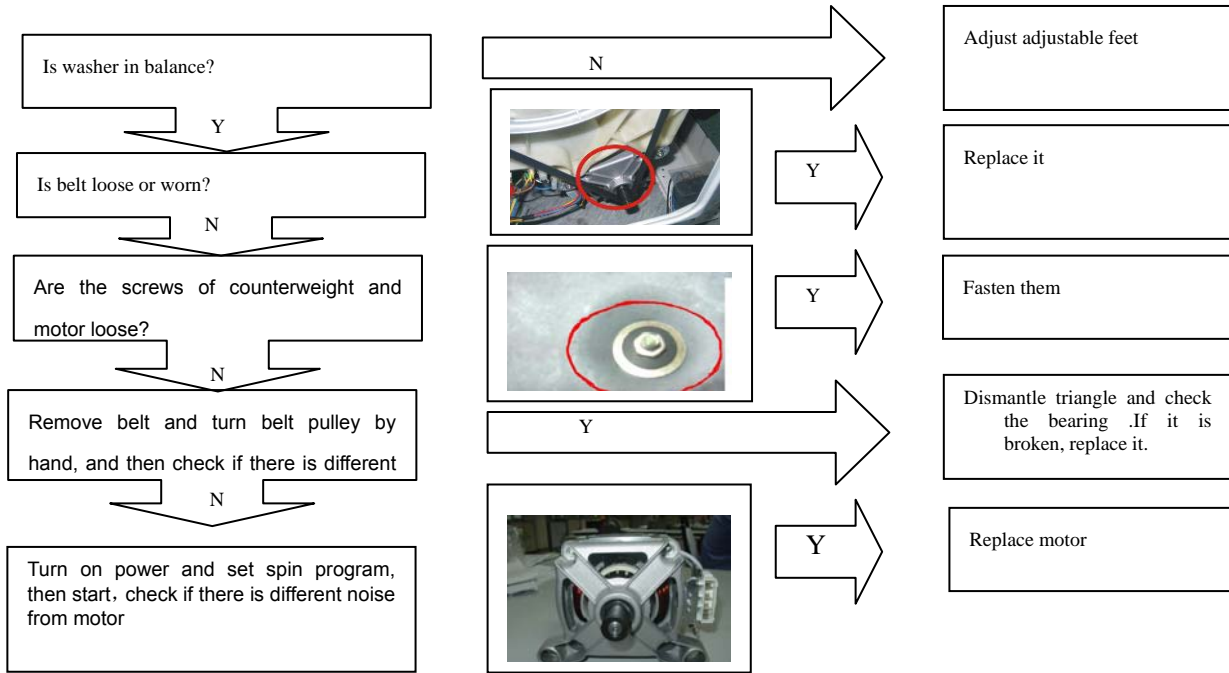 Is washer in balance?
N
Adjust adjustable feet
Y
Is belt loose or worn?
Y
Replace it
N
Are the screws of counterweight and
motor loose?
Y
Fasten them
N
Remove belt and turn belt pulley by
hand, and then check if there is different
Y
Dismantle triangle and check
the bearing .If it is
broken, replace it.
N
Turn on power and set spin program,
then start，check if there is different noise
from motor
Y
Replace motor